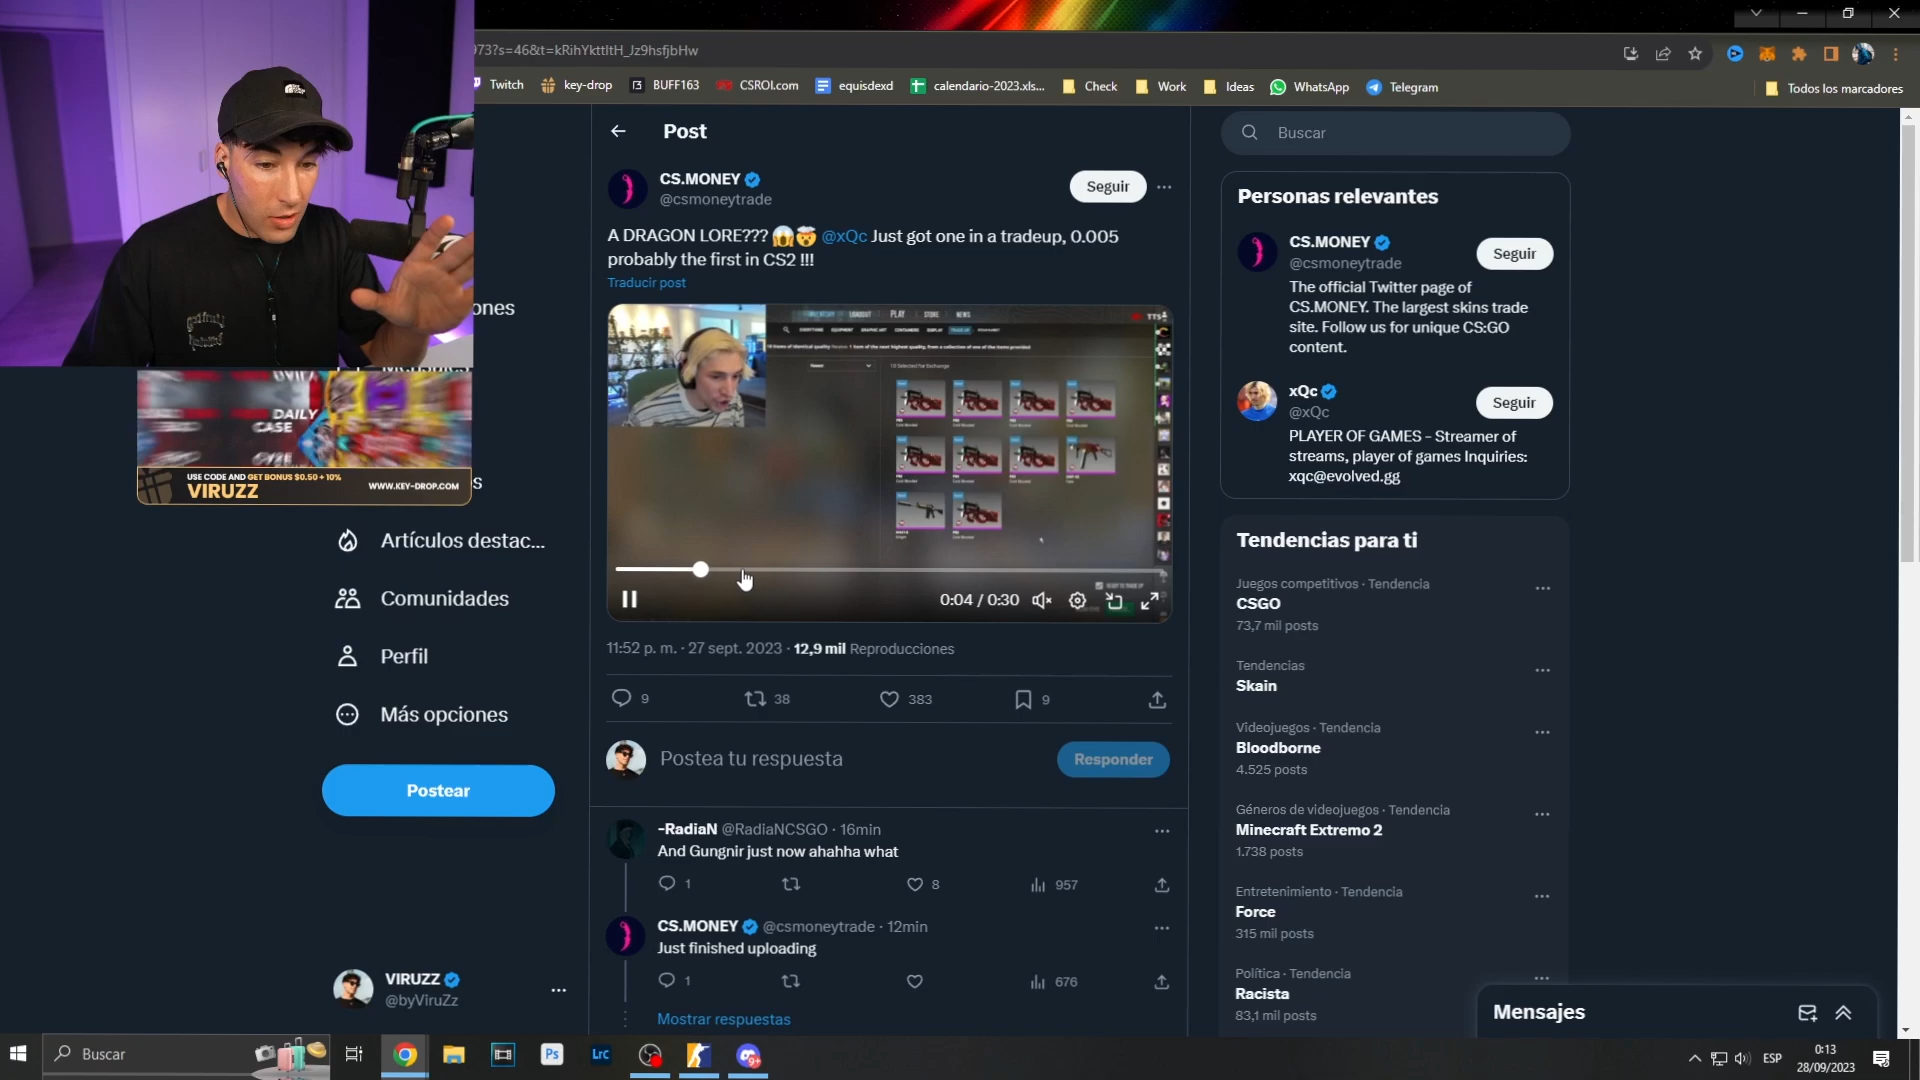 973?s=46&t=kRihYkttltH_Jz9hsfjbHw
Twitch
key-drop
BUFF163
CSROI.com
equisdexd
calendario-2023.xls...
Check
Work
Ideas
WhatsApp
Telegram
Todos los marcadores
Post
CS.MONEY
@csmoneytrade
Seguir
A DRAGON LORE??? 😱🤯 @xQc Just got one in a tradeup, 0.005
probably the first in CS2 !!!
Traducir post
INVENTORY LOADOUT PLAY STORE NEWS
0:04 / 0:30
11:52 p. m. · 27 sept. 2023 · 12,9 mil Reproducciones
9
38
383
9
Postea tu respuesta
Responder
-RadiaN @RadiaNCSGO · 16min
And Gungnir just now ahahha what
1
8
957
CS.MONEY @csmoneytrade · 12min
Just finished uploading
1
676
Mostrar respuestas
ones
DAILY
CASE
USE CODE AND GET BONUS $0.50 + 10%
VIRUZZ
WWW.KEY-DROP.COM
s
Artículos destac...
Comunidades
Perfil
Más opciones
Postear
VIRUZZ
@byViruZz
Buscar
Personas relevantes
CS.MONEY
@csmoneytrade
Seguir
The official Twitter page of
CS.MONEY. The largest skins trade
site. Follow us for unique CS:GO
content.
xQc
@xQc
Seguir
PLAYER OF GAMES - Streamer of
streams, player of games Inquiries:
xqc@evolved.gg
Tendencias para ti
Juegos competitivos · Tendencia
CSGO
73,7 mil posts
Tendencias
Skain
Videojuegos · Tendencia
Bloodborne
4.525 posts
Géneros de videojuegos · Tendencia
Minecraft Extremo 2
1.738 posts
Entretenimiento · Tendencia
Force
315 mil posts
Política · Tendencia
Racista
83,1 mil posts
Mensajes
Buscar
Ps
Lrc
9+
ESP
0:13
28/09/2023